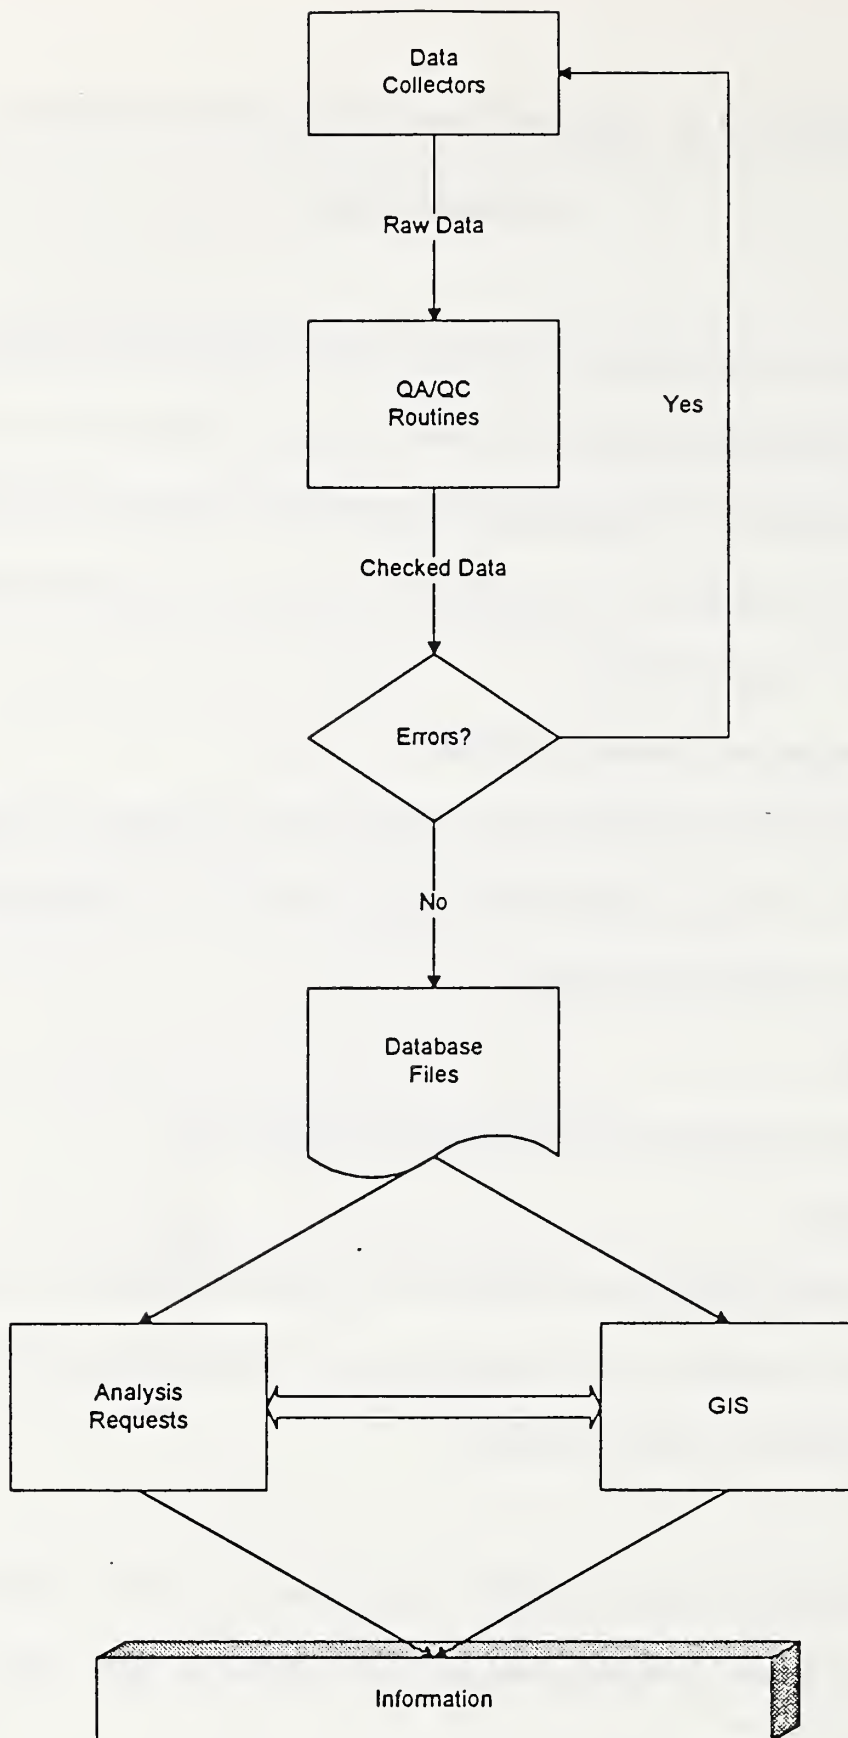 Data
Collectors
Raw Data
QA/QC
Routines
Yes
Checked Data
Errors?
No
Database
Files
Analysis
Requests
GIS
Information